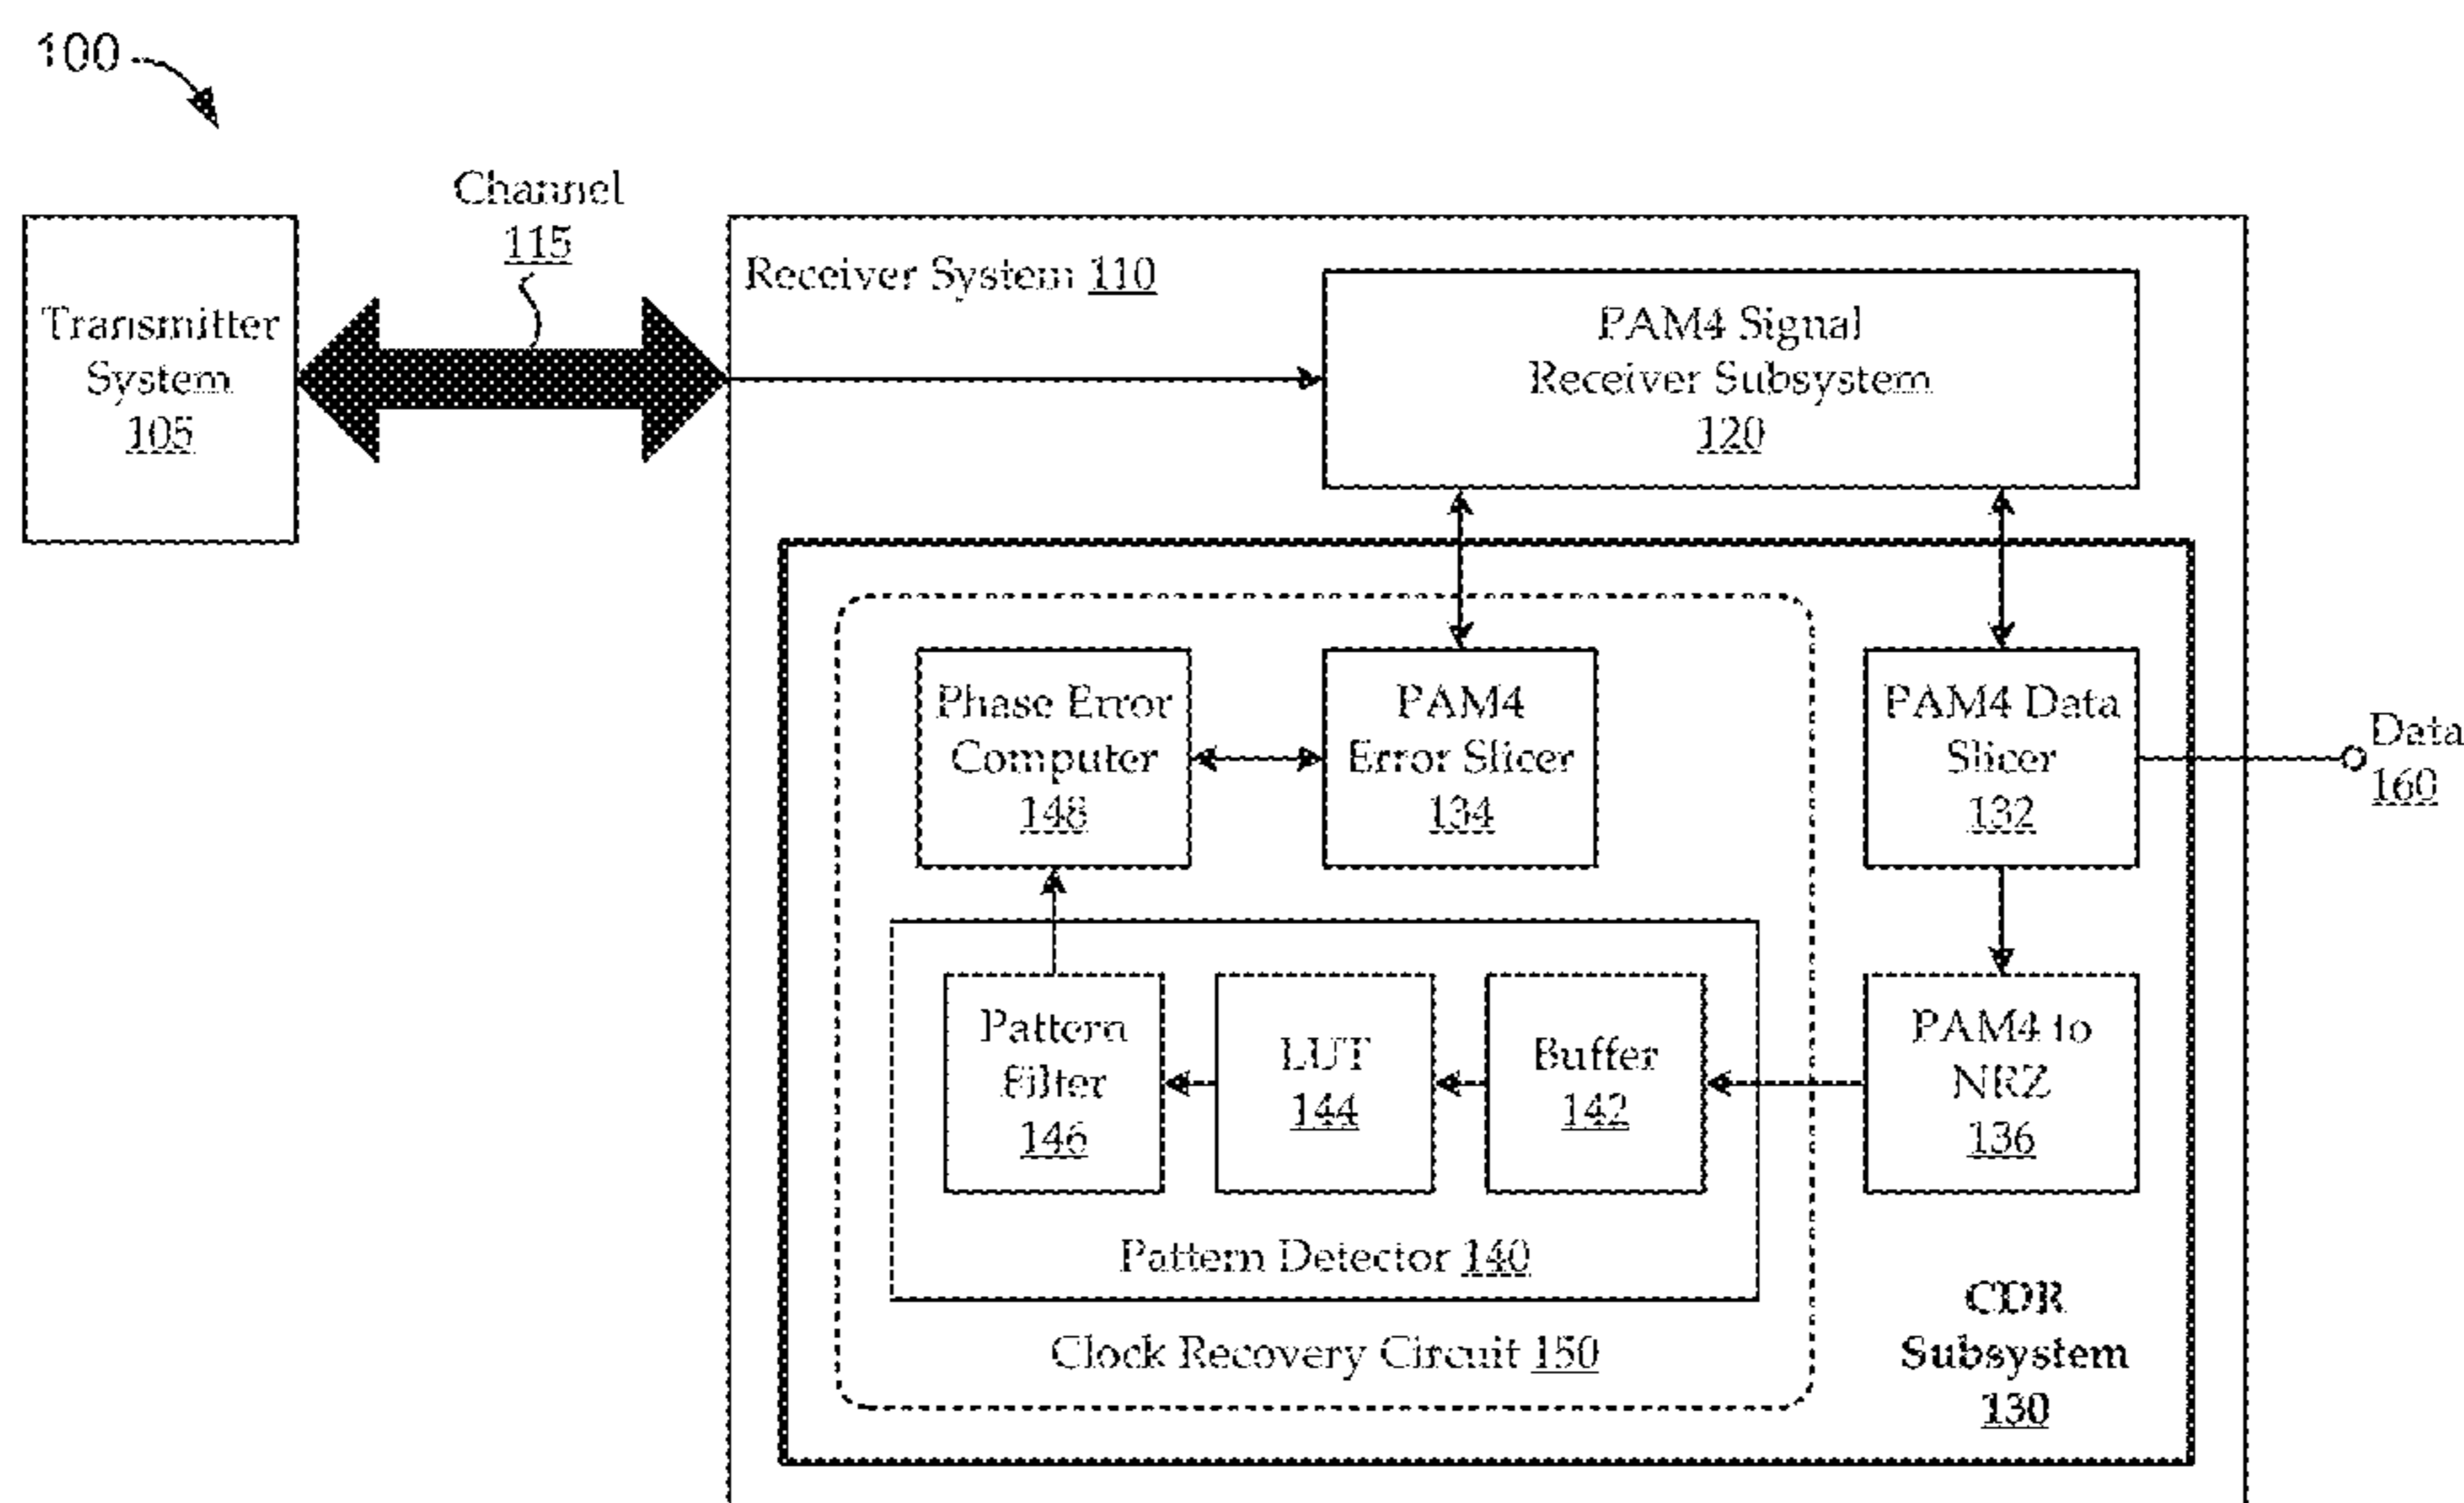 100
Channel
115
Transmitter
System
105
Receiver System 110
PAM4 Signal
Receiver Subsystem
120
Phase Error
Computer
148
PAM4
Error Slicer
134
PAM4 Data
Slicer
132
Data
160
Pattern
Filter
146
LUT
144
Buffer
142
PAM4 to
NRZ
136
Pattern Detector 140
Clock Recovery Circuit 150
CDR
Subsystem
130